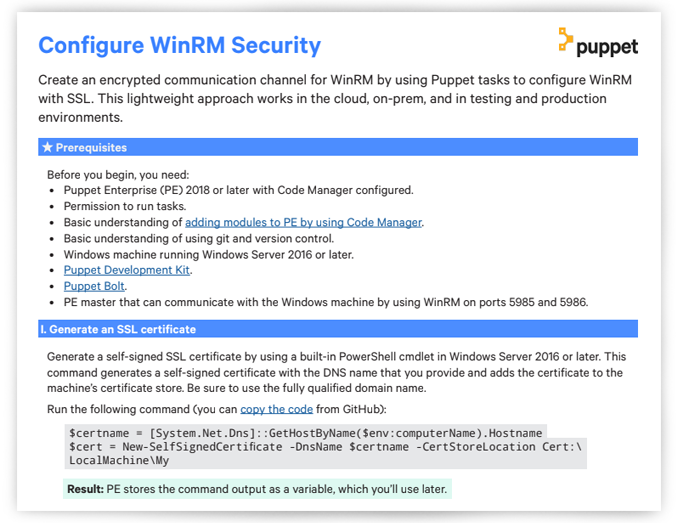 Configure WinRM Security
puppet
Create an encrypted communication channel for WinRM by using Puppet tasks to configure WinRM
with SSL. This lightweight approach works in the cloud, on-prem, and in testing and production
environments.
★ Prerequisites
Before you begin, you need:
• Puppet Enterprise (PE) 2018 or later with Code Manager configured.
• Permission to run tasks.
• Basic understanding of adding modules to PE by using Code Manager.
• Basic understanding of using git and version control.
• Windows machine running Windows Server 2016 or later.
• Puppet Development Kit.
• Puppet Bolt.
• PE master that can communicate with the Windows machine by using WinRM on ports 5985 and 5986.
I. Generate an SSL certificate
Generate a self-signed SSL certificate by using a built-in PowerShell cmdlet in Windows Server 2016 or later. This
command generates a self-signed certificate with the DNS name that you provide and adds the certificate to the
machine's certificate store. Be sure to use the fully qualified domain name.
Run the following command (you can copy the code from GitHub):
$certname = [System.Net.Dns]::GetHostByName($env:computerName).Hostname
$cert = New-SelfSignedCertificate -DnsName $certname -CertStoreLocation Cert:\
LocalMachine\My
Result: PE stores the command output as a variable, which you'll use later.